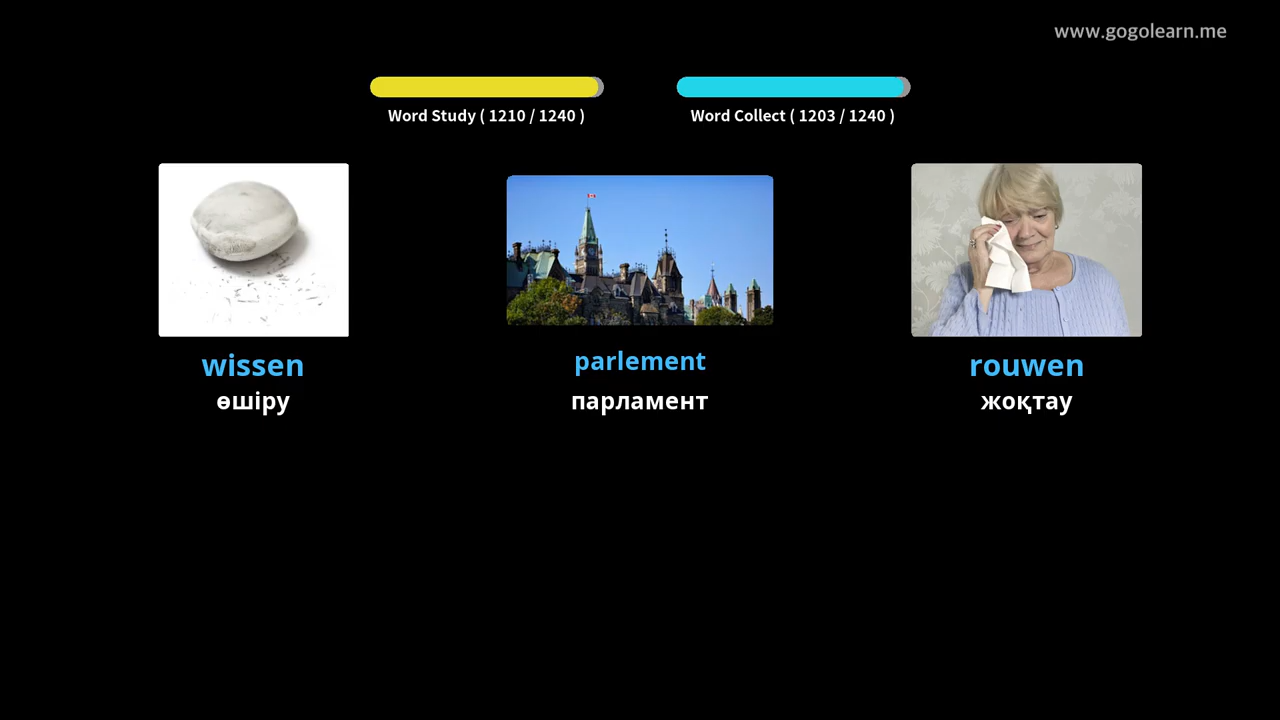 www.gogolearn.me
Word Study ( 1210 / 1240 )
Word Collect ( 1203 / 1240 )
wissen
өшіру
parlement
парламент
rouwen
жоқтау